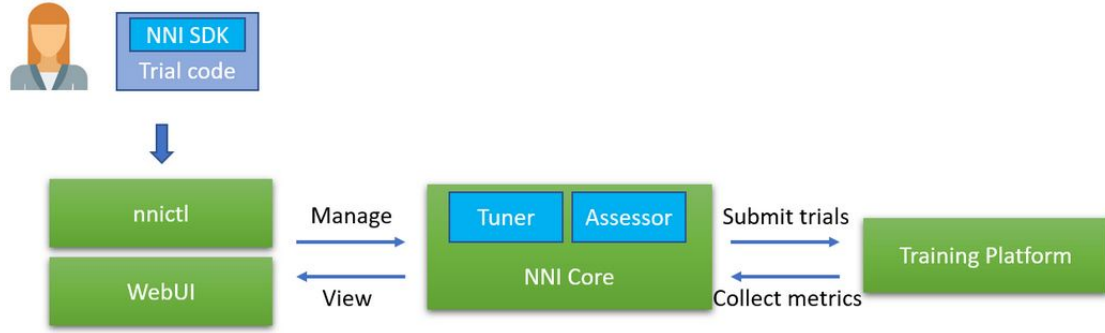 NNI SDK
Trial code
nnictl
WebUI
Manage
View
Tuner
Assessor
NNI Core
Submit trials
Collect metrics
Training Platform